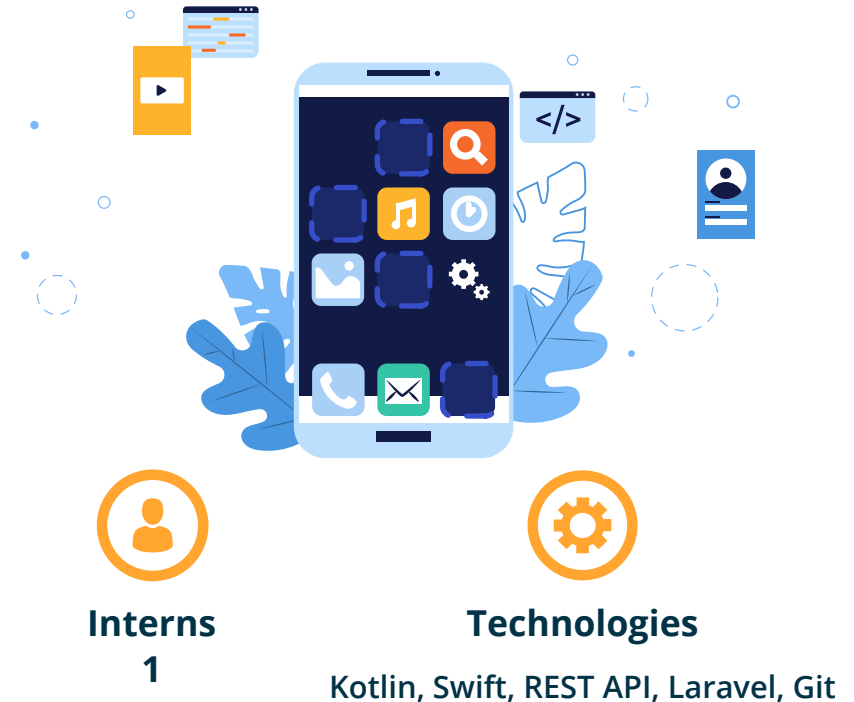 </>
Interns
1
Technologies
Kotlin, Swift, REST API, Laravel, Git